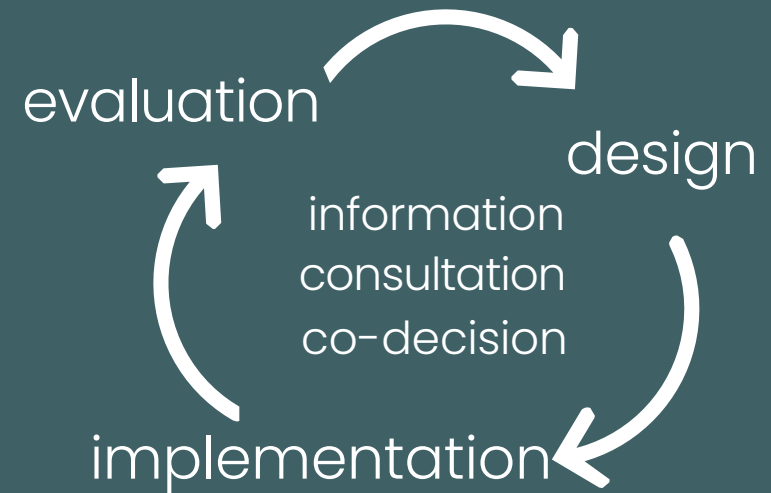 evaluation
design
information
consultation
co-decision
implementation